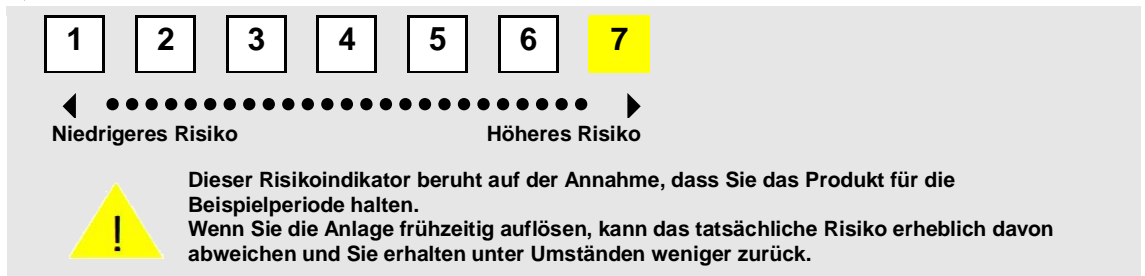 1 2 3 4 5 6 7
Niedrigeres Risiko Höheres Risiko
Dieser Risikoindikator beruht auf der Annahme, dass Sie das Produkt für die
Beispielperiode halten.
! Wenn Sie die Anlage frühzeitig auflösen, kann das tatsächliche Risiko erheblich davon
abweichen und Sie erhalten unter Umständen weniger zurück.